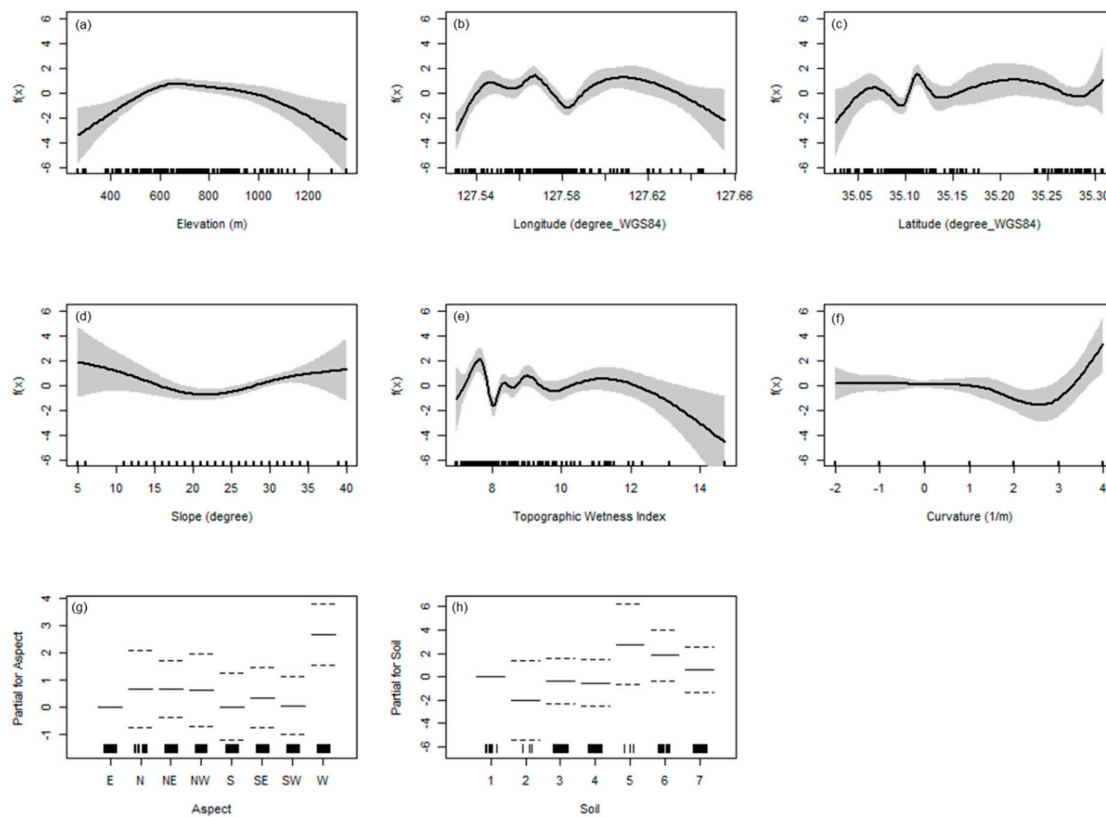 (a)
f(x)
6
4
2
0
-2
-4
-6
400 600 800 1000 1200
Elevation (m)
(b)
f(x)
6
4
2
0
-2
-4
-6
127.54 127.58 127.62 127.66
Longitude (degree_WGS84)
(c)
f(x)
6
4
2
0
-2
-4
-6
35.05 35.10 35.15 35.20 35.25 35.30
Latitude (degree_WGS84)
(d)
f(x)
6
4
2
0
-2
-4
-6
5 10 15 20 25 30 35 40
Slope (degree)
(e)
f(x)
6
4
2
0
-2
-4
-6
8 10 12 14
Topographic Wetness Index
(f)
f(x)
6
4
2
0
-2
-4
-6
-2 -1 0 1 2 3 4
Curvature (1/m)
(g)
Partial for Aspect
4
3
2
1
0
-1
E N NE NW S SE SW W
Aspect
(h)
Partial for Soil
6
4
2
0
-2
-4
-6
1 2 3 4 5 6 7
Soil